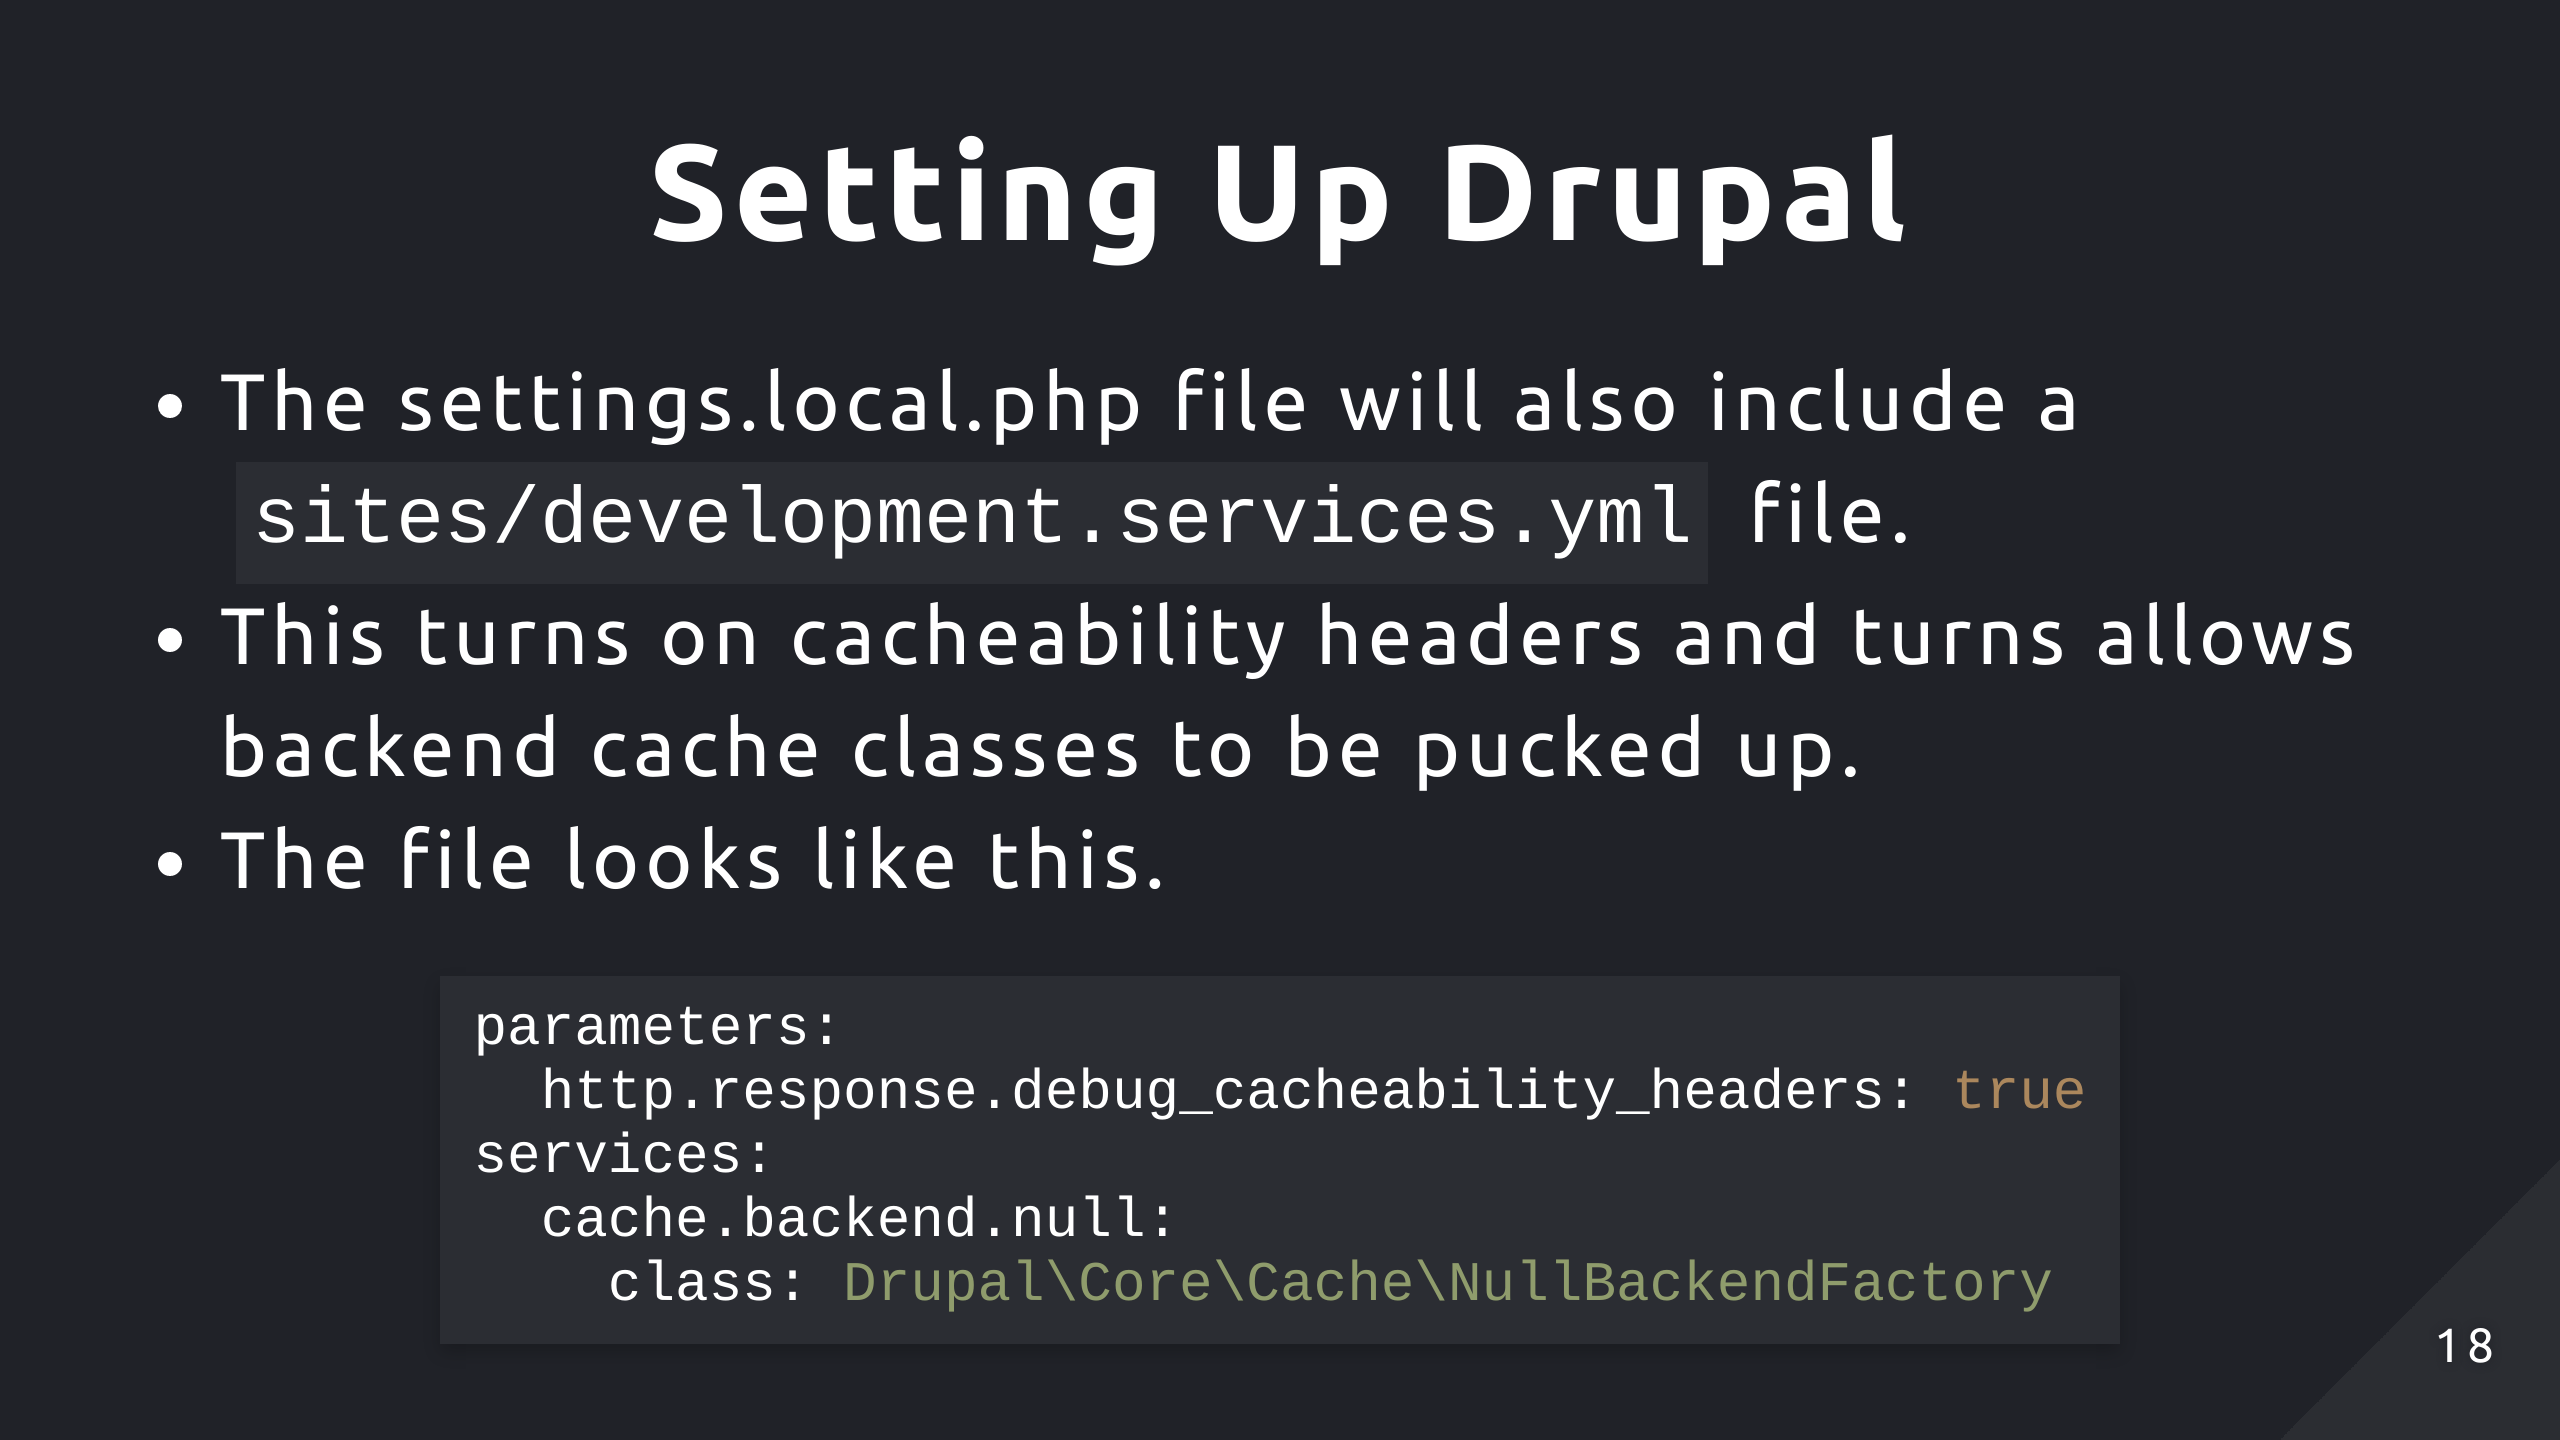 Setting Up Drupal
• The settings.local.php file will also include a
sites/development.services.yml file.
• This turns on cacheability headers and turns allows
backend cache classes to be pucked up.
• The file looks like this.
parameters:
  http.response.debug_cacheability_headers: true
services:
  cache.backend.null:
    class: Drupal\Core\Cache\NullBackendFactory
18